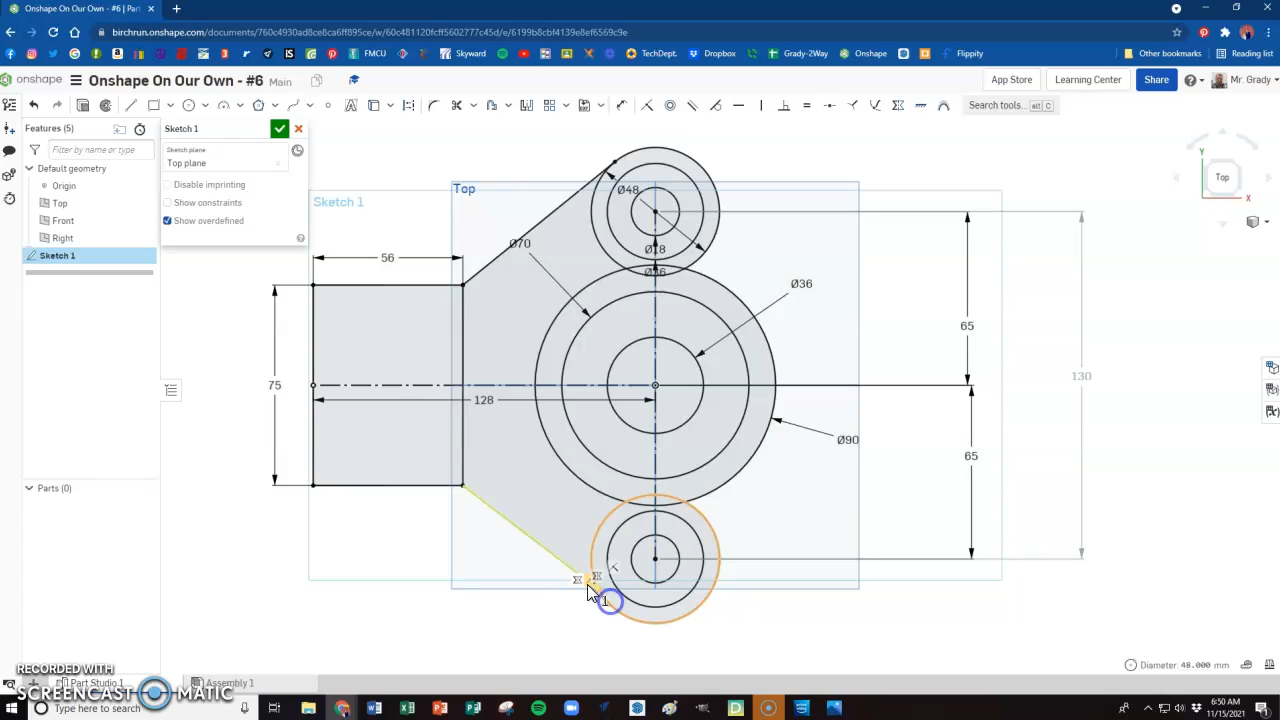 Onshape On Our Own - #6 | Part
birchrun.onshape.com/documents/760c4930ad8ce8ca6ff895ce/w/60c481120fcff5602777c45d/e/6199b8cbf4139e8ef6569c9e
FMCU
Skyward
TechDept.
Dropbox
Grady-2Way
Onshape
Flippity
Other bookmarks
Reading list
onshape
Onshape On Our Own - #6
Main
App Store
Learning Center
Share
Mr. Grady
Search tools...
alt C
Features (5)
Filter by name or type
Default geometry
Origin
Top
Front
Right
Sketch 1
Parts (0)
Sketch 1
Sketch plane
Top plane
Disable imprinting
Show constraints
Show overdefined
Sketch 1
Top
Y
Top
X
Ø48
Ø70
Ø18
Ø36
56
Ø36
65
75
130
128
Ø90
65
1
Diameter: 48.000 mm
RECORDED WITH
SCREENCAST MATIC
Part Studio 1
Assembly 1
Type here to search
6:50 AM
11/15/2021